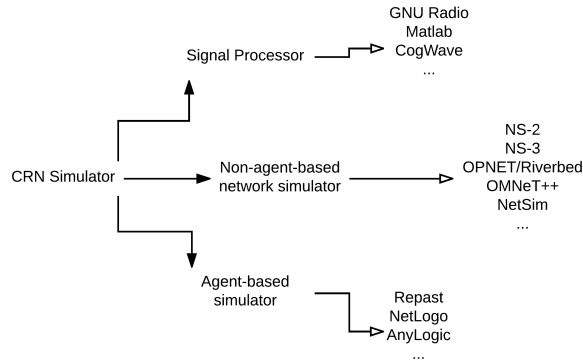 GNU Radio
Matlab
CogWave
...
Signal Processor
CRN Simulator
Non-agent-based
network simulator
NS-2
NS-3
OPNET/Riverbed
OMNeT++
NetSim
...
Agent-based
simulator
Repast
NetLogo
AnyLogic
...